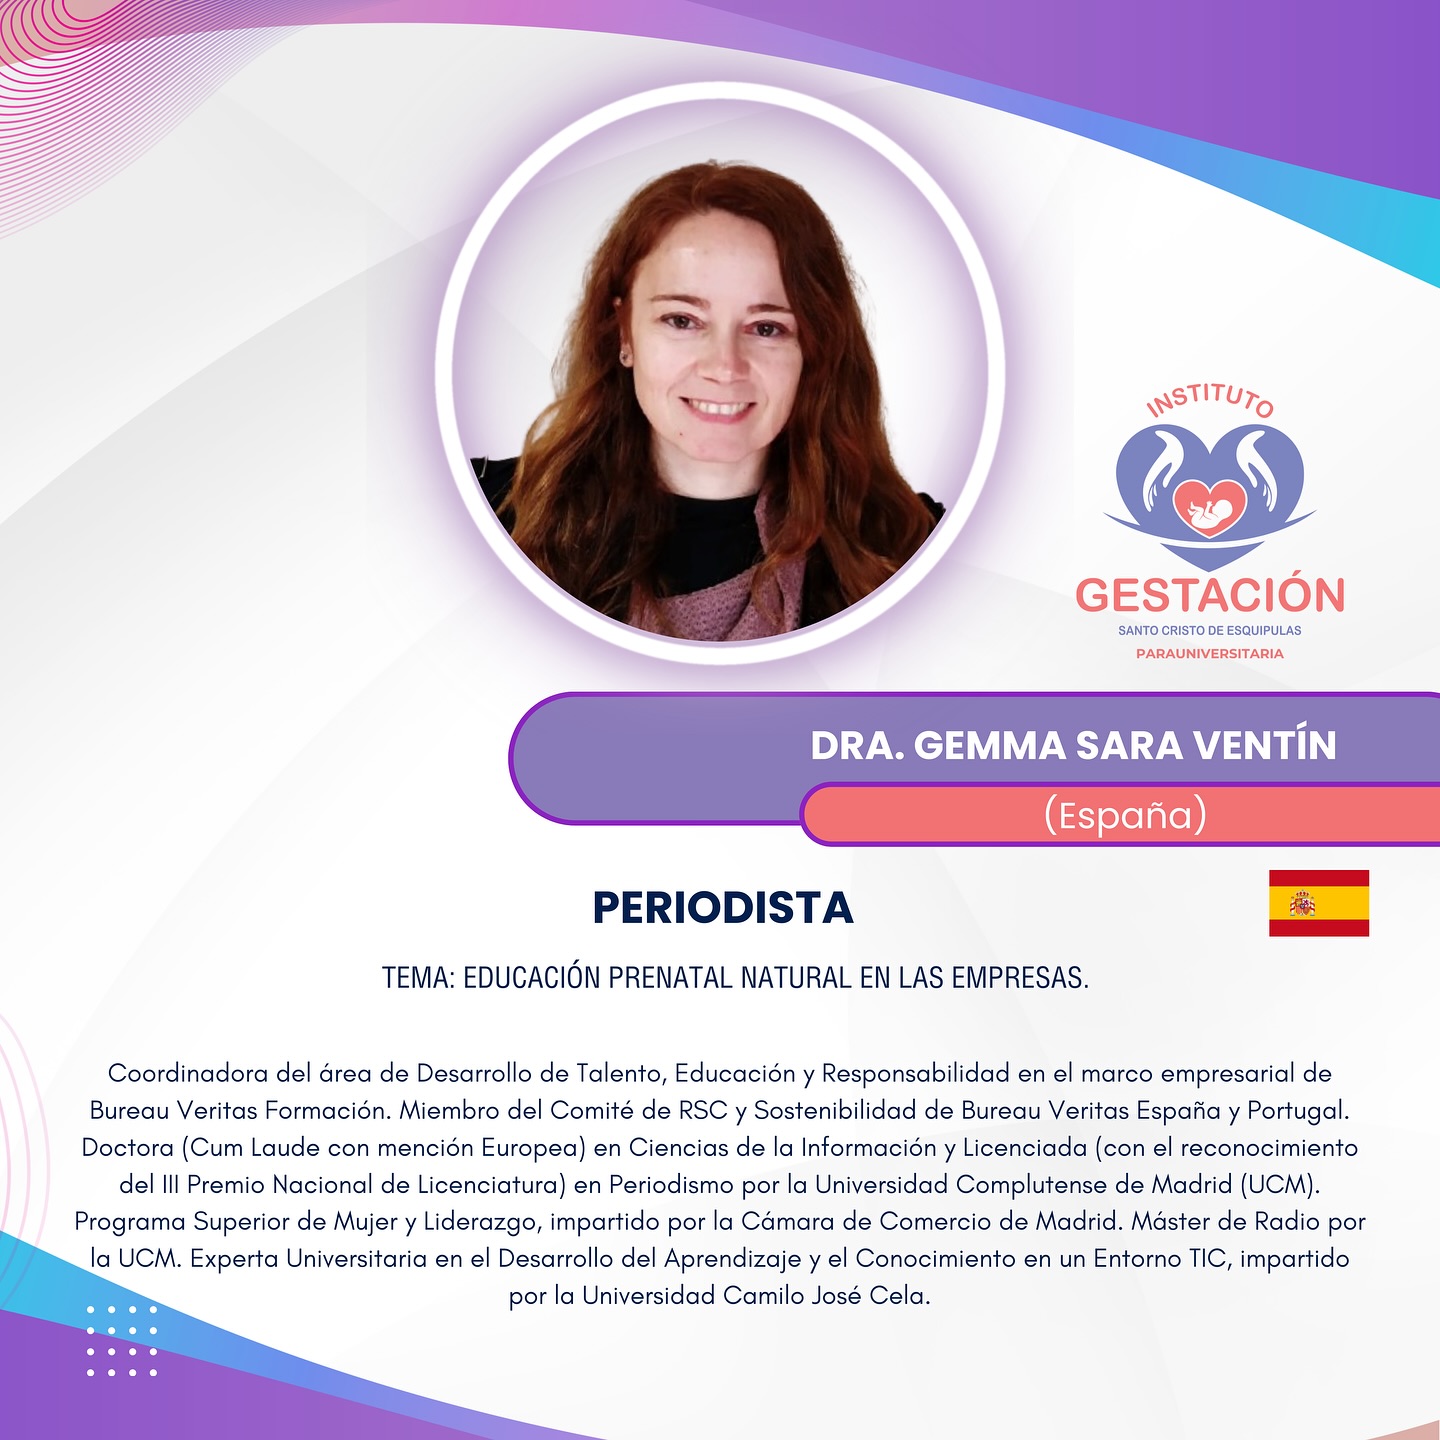 INSTITUTO
GESTACIÓN
SANTO CRISTO DE ESQUIPULAS
PARAUNIVERSITARIA
DRA. GEMMA SARA VENTÍN
(España)
PERIODISTA
TEMA: EDUCACIÓN PRENATAL NATURAL EN LAS EMPRESAS.
Coordinadora del área de Desarrollo de Talento, Educación y Responsabilidad en el marco empresarial de
Bureau Veritas Formación. Miembro del Comité de RSC y Sostenibilidad de Bureau Veritas España y Portugal.
Doctora (Cum Laude con mención Europea) en Ciencias de la Información y Licenciada (con el reconocimiento
del III Premio Nacional de Licenciatura) en Periodismo por la Universidad Complutense de Madrid (UCM).
Programa Superior de Mujer y Liderazgo, impartido por la Cámara de Comercio de Madrid. Máster de Radio por
la UCM. Experta Universitaria en el Desarrollo del Aprendizaje y el Conocimiento en un Entorno TIC, impartido
por la Universidad Camilo José Cela.